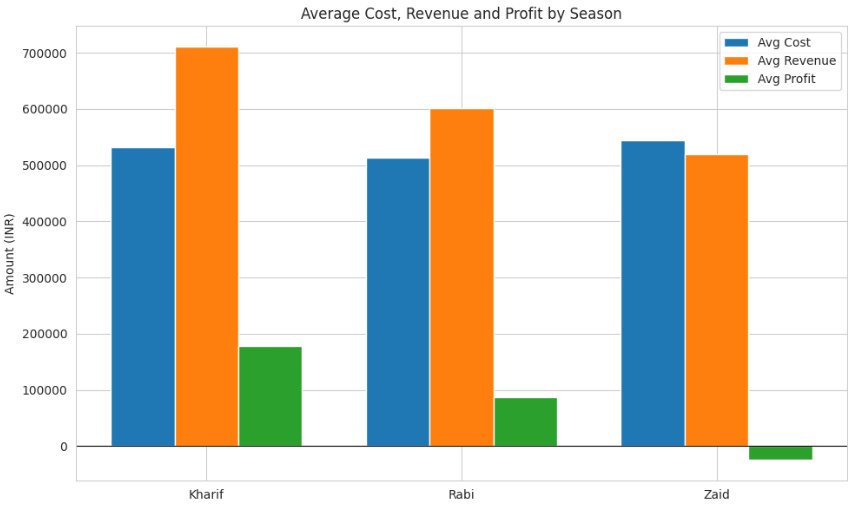 Average Cost, Revenue and Profit by Season
Avg Cost
Avg Revenue
Avg Profit
Amount (INR)
700000
600000
500000
400000
300000
200000
100000
0
Kharif
Rabi
Zaid